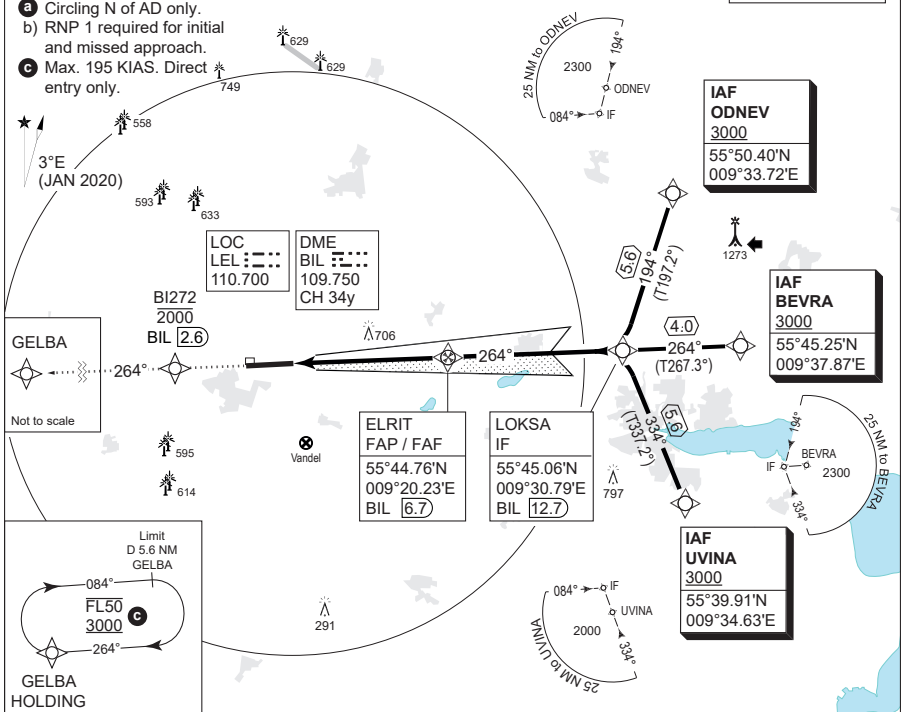 a Circling N of AD only.
b) RNP 1 required for initial
and missed approach.
c Max. 195 KIAS. Direct
entry only.
629
629
749
558
3°E
(JAN 2020)
593
633
25 NM to ODNEV
194°
2300
ODNEV
084°
IF
IAF
ODNEV
3000
55°50.40'N
009°33.72'E
LOC
LEL
110.700
DME
BIL
109.750
CH 34y
5.6
194°
(T197.2°)
1273
BI272
2000
BIL 2.6
706
IAF
BEVRA
3000
55°45.25'N
009°37.87'E
GELBA
264°
Not to scale
264°
4.0
264°
(T267.3°)
ELRIT
FAP / FAF
55°44.76'N
009°20.23'E
BIL 6.7
LOKSA
IF
55°45.06'N
009°30.79'E
BIL 12.7
5.6
334°
(T337.2°)
Vandel
595
614
797
25 NM to BEVRA
194°
BEVRA
IF
2300
334°
IAF
UVINA
3000
55°39.91'N
009°34.63'E
Limit
D 5.6 NM
GELBA
084°
FL50
3000
c
264°
GELBA
HOLDING
291
084°
IF
UVINA
2000
334°
25 NM to UVINA